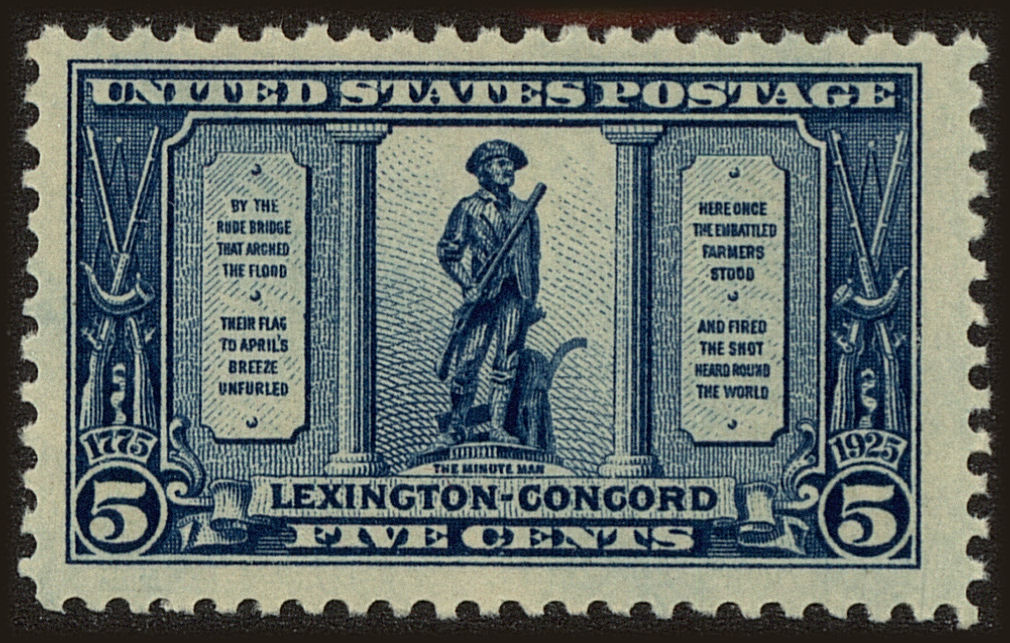 UNITED STATES POSTAGE
BY THE
RUDE BRIDGE
THAT ARCHED
THE FLOOD
THEIR FLAG
TO APRIL'S
BREEZE
UNFURLED
HERE ONCE
THE EMBATTLED
FARMERS
STOOD
AND FIRED
THE SHOT
HEARD ROUND
THE WORLD
1775
1925
THE MINUTE MAN
5
LEXINGTON-CONCORD
5
FIVE CENTS